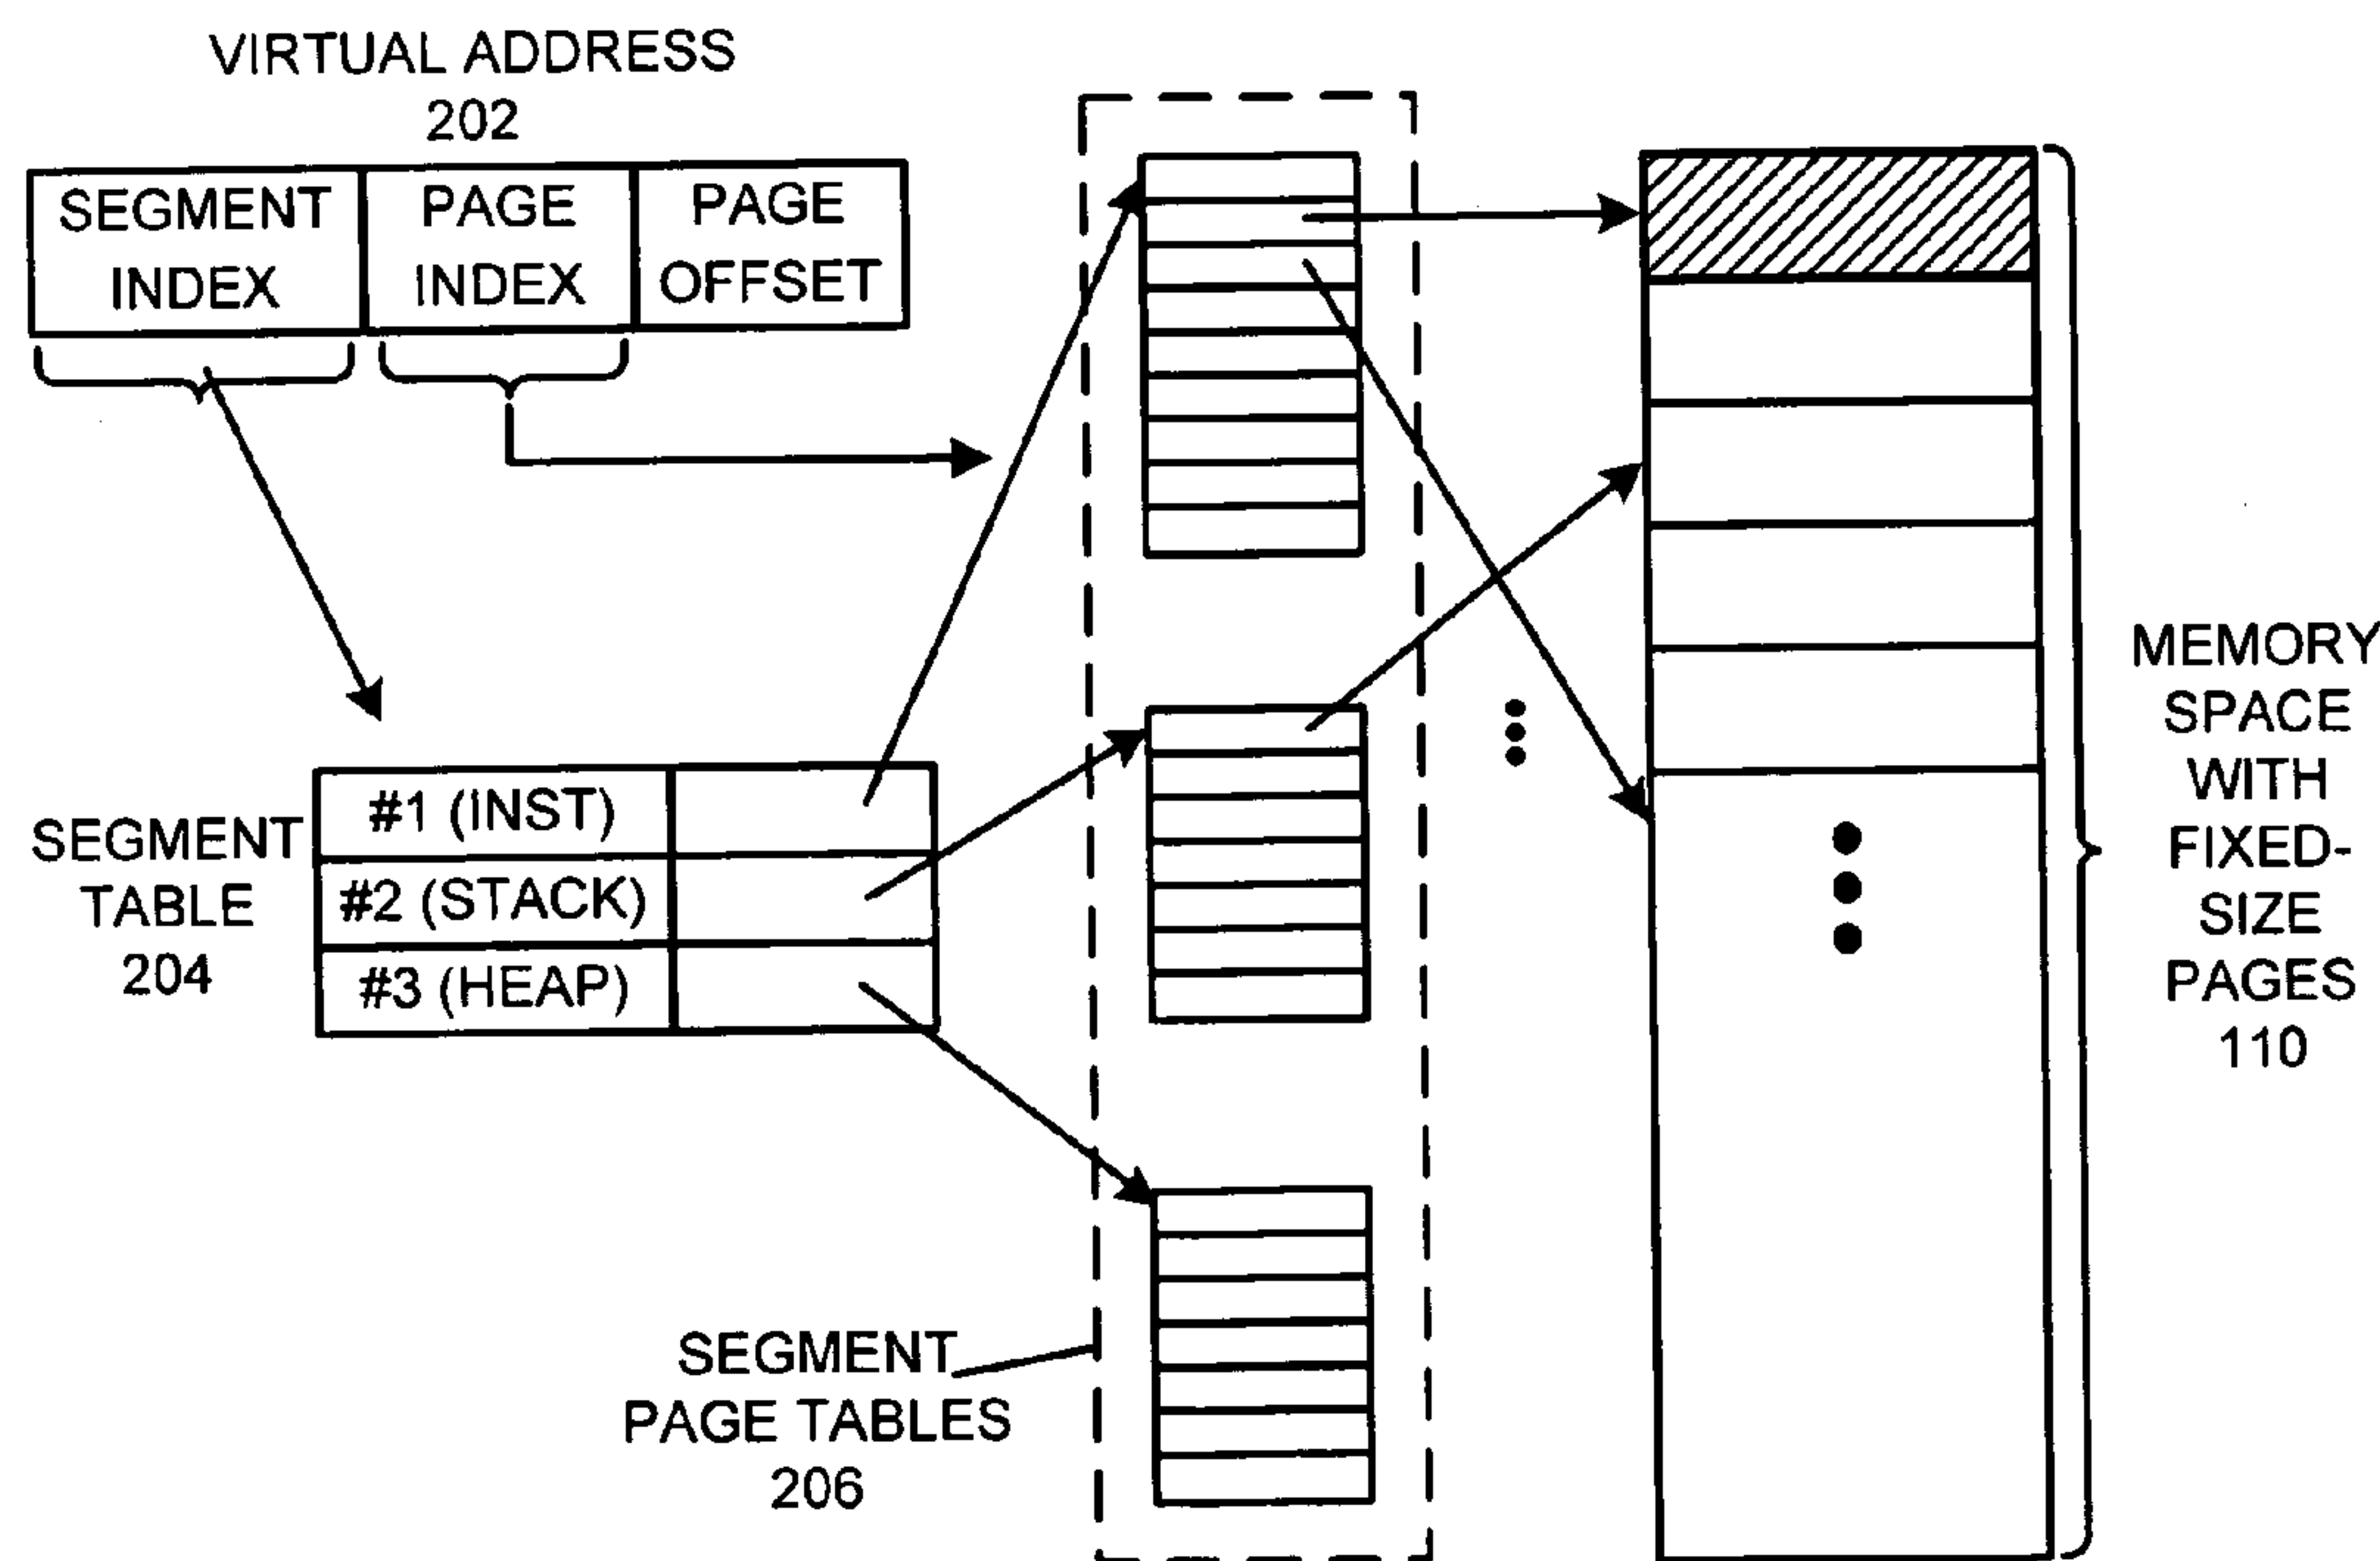 VIRTUAL ADDRESS
202
SEGMENT
INDEX
PAGE
INDEX
PAGE
OFFSET
SEGMENT
TABLE
204
#1 (INST)
#2 (STACK)
#3 (HEAP)
SEGMENT
PAGE TABLES
206
MEMORY
SPACE
WITH
FIXED-
SIZE
PAGES
110